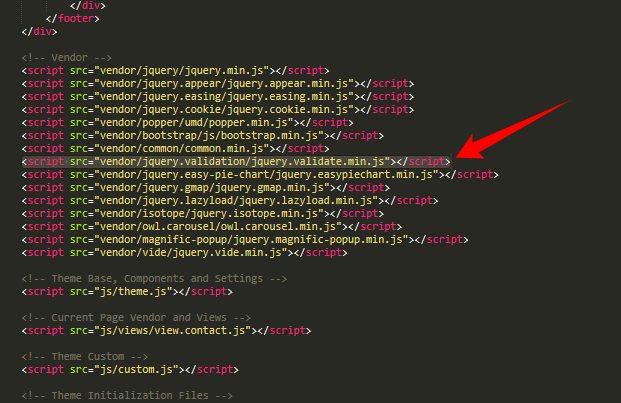 </div>
</footer>
</div>
<!-- Vendor -->
<script src="vendor/jquery/jquery.min.js"></script>
<script src="vendor/jquery.appear/jquery.appear.min.js"></script>
<script src="vendor/jquery.easing/jquery.easing.min.js"></script>
<script src="vendor/jquery.cookie/jquery.cookie.min.js"></script>
<script src="vendor/popper/umd/popper.min.js"></script>
<script src="vendor/bootstrap/js/bootstrap.min.js"></script>
<script src="vendor/common/common.min.js"></script>
<script src="vendor/jquery.validation/jquery.validate.min.js"></script>
<script src="vendor/jquery.easy-pie-chart/jquery.easypiechart.min.js"></script>
<script src="vendor/jquery.gmap/jquery.gmap.min.js"></script>
<script src="vendor/jquery.lazyload/jquery.lazyload.min.js"></script>
<script src="vendor/isotope/jquery.isotope.min.js"></script>
<script src="vendor/owl.carousel/owl.carousel.min.js"></script>
<script src="vendor/magnific-popup/jquery.magnific-popup.min.js"></script>
<script src="vendor/vide/jquery.vide.min.js"></script>
<!-- Theme Base, Components and Settings -->
<script src="js/theme.js"></script>
<!-- Current Page Vendor and Views -->
<script src="js/views/view.contact.js"></script>
<!-- Theme Custom -->
<script src="js/custom.js"></script>
<!-- Theme Initialization Files -->